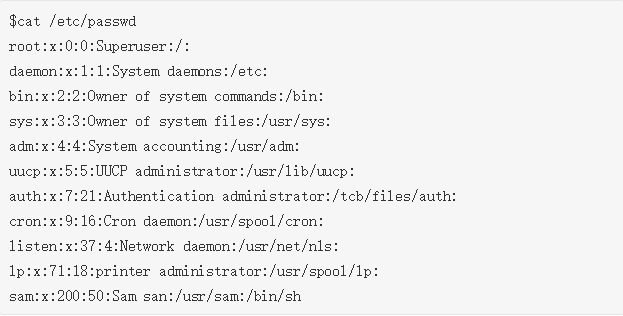 $cat /etc/passwd
root:x:0:0:Superuser:/:
daemon:x:1:1:System daemons:/etc:
bin:x:2:2:Owner of system commands:/bin:
sys:x:3:3:Owner of system files:/usr/sys:
adm:x:4:4:System accounting:/usr/adm:
uucp:x:5:5:UUCP administrator:/usr/lib/uucp:
auth:x:7:21:Authentication administrator:/tcb/files/auth:
cron:x:9:16:Cron daemon:/usr/spool/cron:
listen:x:37:4:Network daemon:/usr/net/nls:
lp:x:71:18:printer administrator:/usr/spool/lp:
sam:x:200:50:Sam san:/usr/sam:/bin/sh